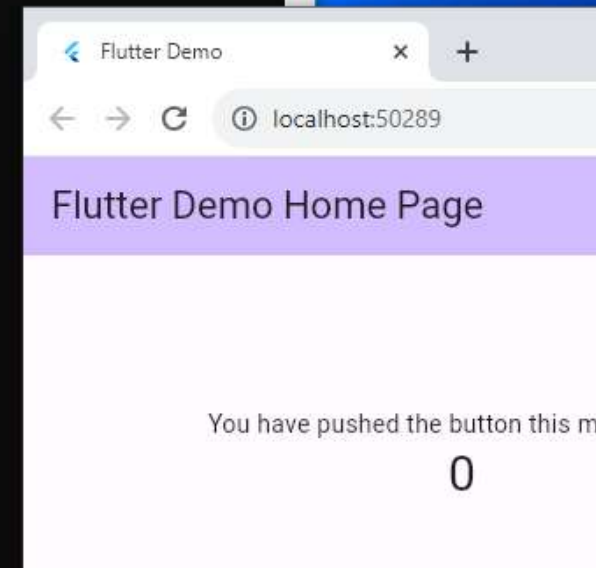 Flutter Demo
localhost:50289
Flutter Demo Home Page
You have pushed the button this m
0